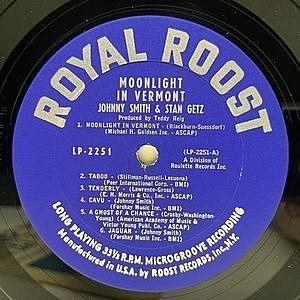 ROYAL ROOST
MOONLIGHT
IN VERMONT
JOHNNY SMITH & STAN GETZ
Produced by Teddy Reig
1. MOONLIGHT IN VERMONT - (Blackburn-Suessdorf)
(Michael H. Goldsen Inc. - ASCAP)
LP-2251
(LP-2251-A)
A Division of
Roulette Records Inc.
2. TABOO - (Stillman-Russell-Lecuona)
(Peer International Corp. - BMI)
3. TENDERLY - (Lawrence-Gross)
(E. H. Morris & Co., Inc. - ASCAP)
4. CAVU - (Johnny Smith)
(Forshay Music Inc. - BMI)
5. A GHOST OF A CHANCE - (Crosby-Washington-
Young) (American Academy of Music &
Victor Young Publ. Co. - ASCAP)
6. JAGUAR - (Johnny Smith)
(Forshay Music Inc. - BMI)
LONG PLAYING 33⅓ R.P.M. MICROGROOVE RECORDING
Manufactured in U.S.A. by ROOST RECORDS, Inc. N.Y.